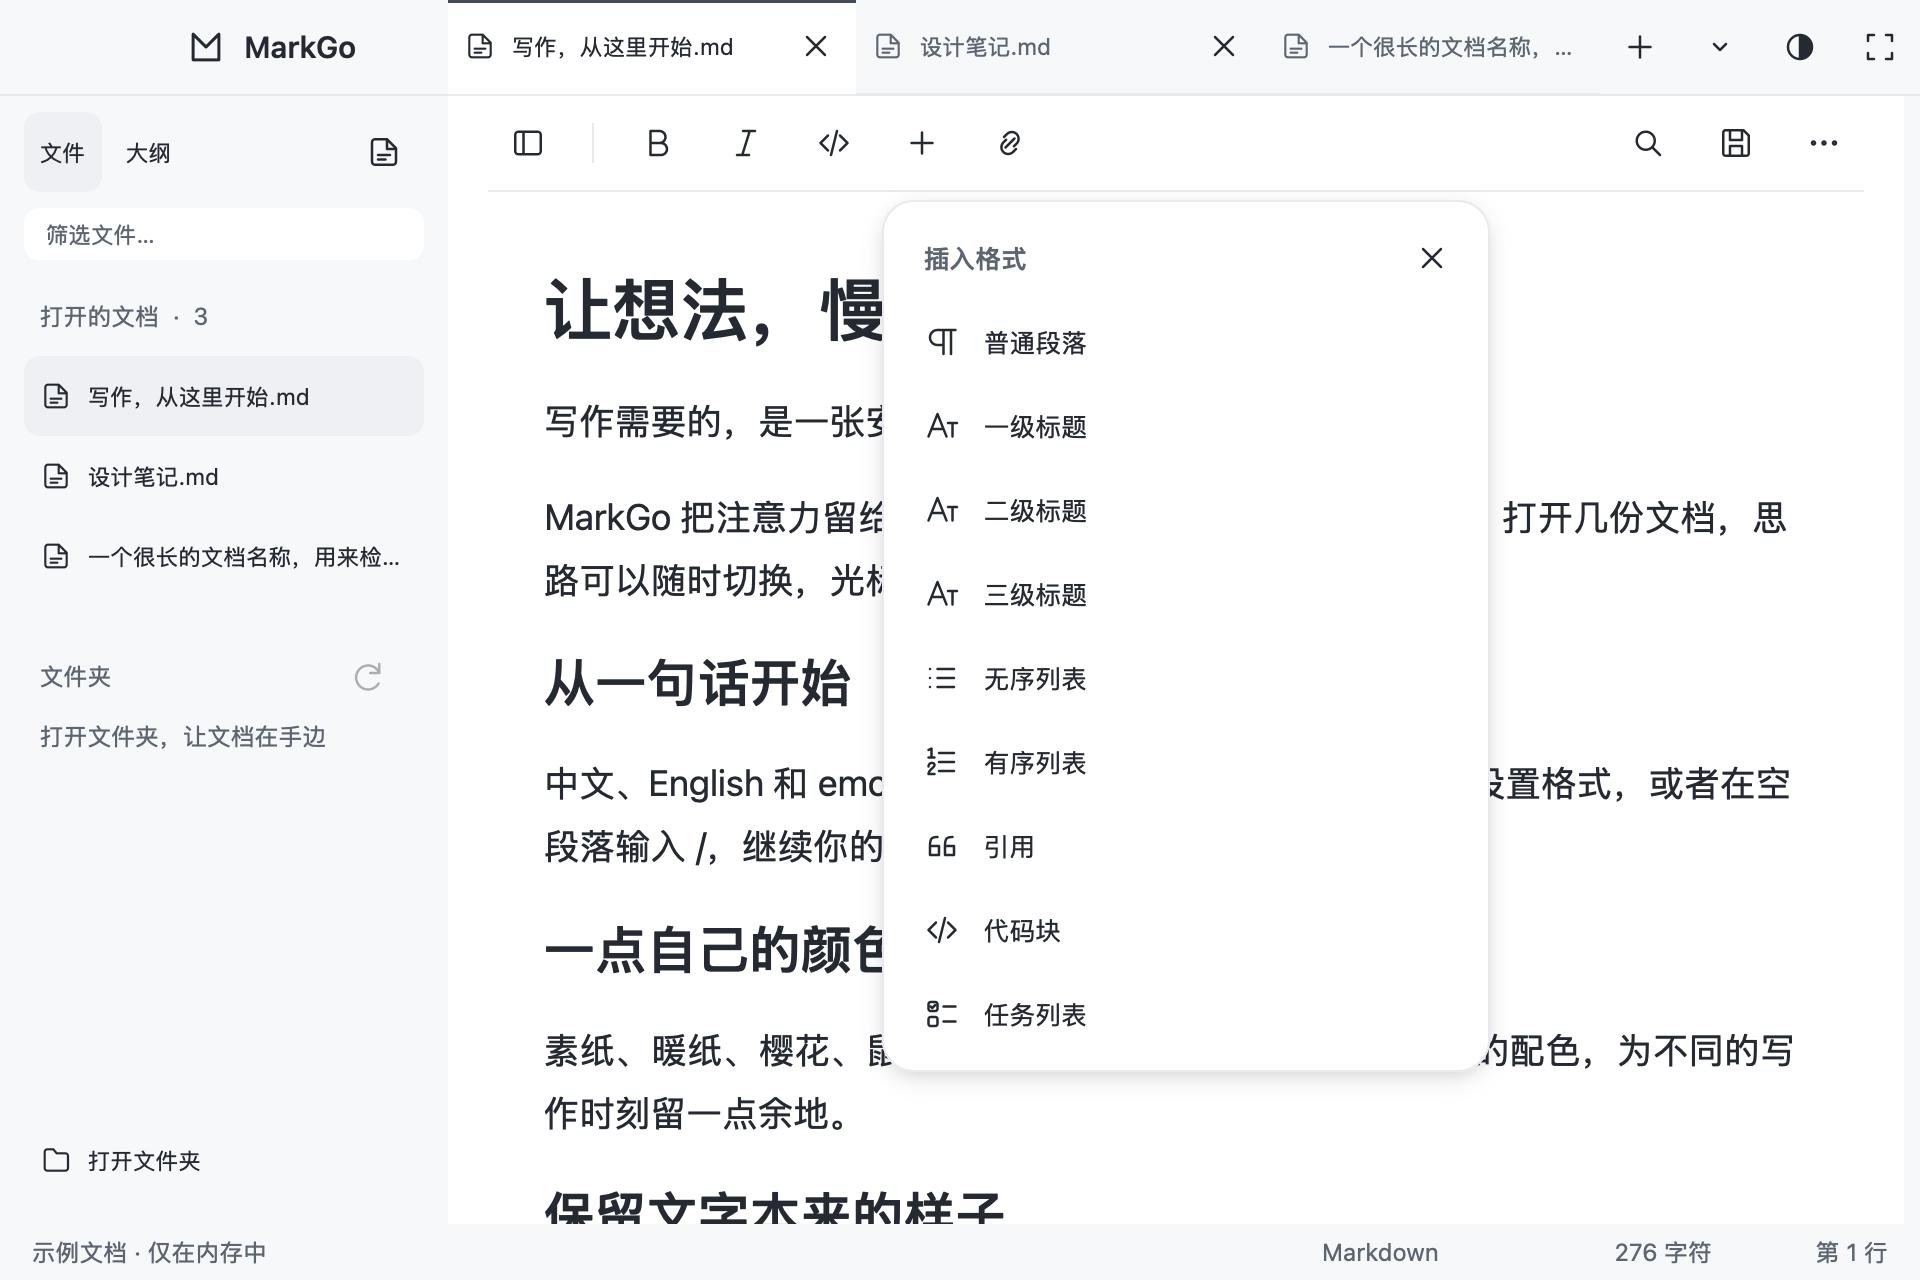 MarkGo
写作，从这里开始.md
设计笔记.md
一个很长的文档名称，...
文件
大纲
筛选文件...
打开的文档 · 3
写作，从这里开始.md
设计笔记.md
一个很长的文档名称，用来检...
文件夹
打开文件夹，让文档在手边
打开文件夹
让想法，慢
写作需要的，是一张
MarkGo 把注意力留给
打开几份文档，思
路可以随时切换，光
从一句话开始
中文、English 和 emo
置格式，或者在空
段落输入 /，继续你的
一点自己的颜色
素纸、暖纸、樱花、
的配色，为不同的写
作时刻留一点余地。
保留文字本来的样子
插入格式
普通段落
一级标题
二级标题
三级标题
无序列表
有序列表
引用
代码块
任务列表
示例文档 · 仅在内存中
Markdown
276 字符
第 1 行